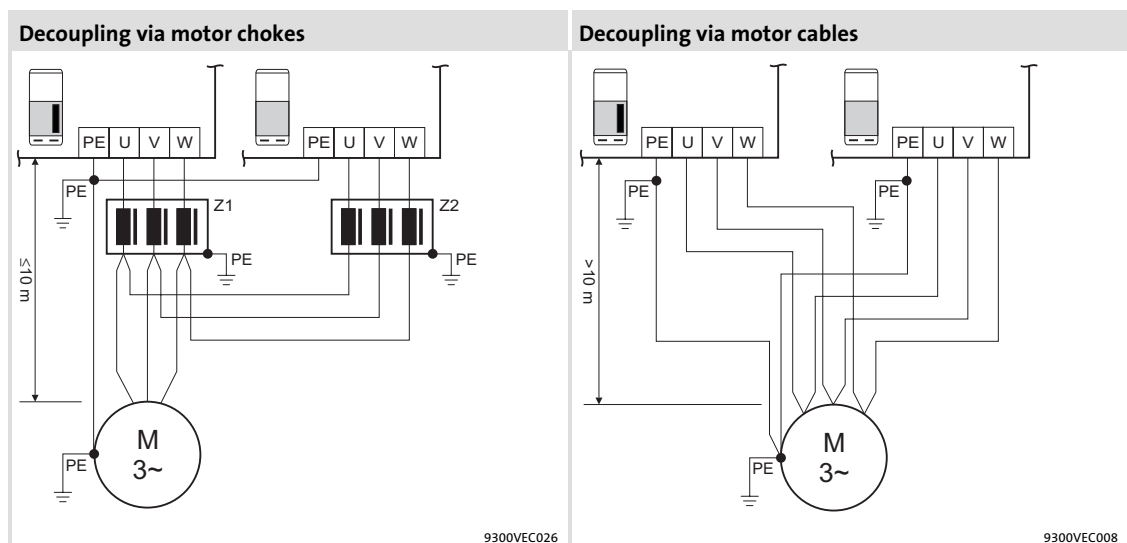 Decoupling via motor chokes
PE U V W
PE U V W
PE
Z1
Z2
PE
PE
≤10 m
M
3~
PE
9300VEC026
Decoupling via motor cables
PE U V W
PE U V W
PE
PE
>10 m
M
3~
PE
9300VEC008